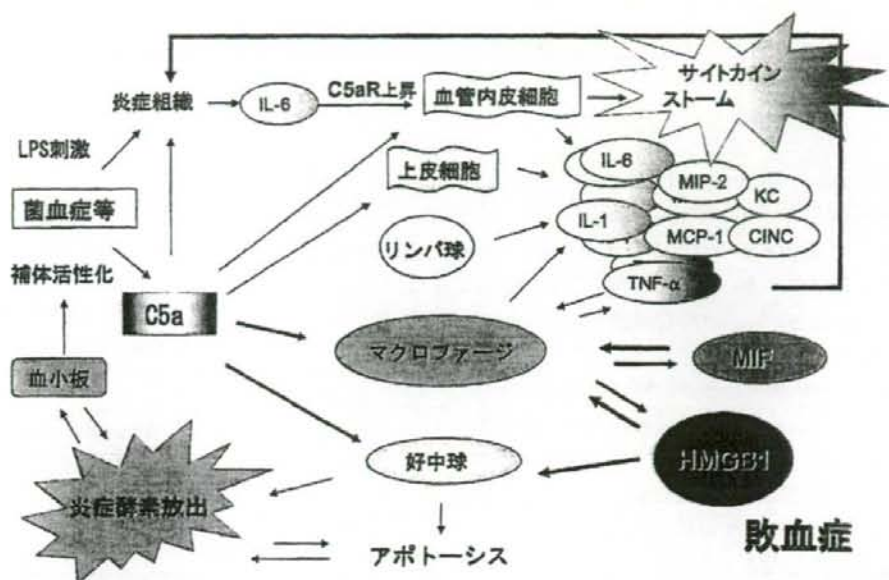 サイトカイン
ストーム
炎症組織
IL-6
C5aR上昇
血管内皮細胞
LPS刺激
上皮細胞
IL-6
MIP-2
KC
菌血症等
IL-1
リンパ球
MCP-1
CINC
補体活性化
TNF-α
C5a
マクロファージ
MIF
血小板
好中球
HMGB1
炎症酵素放出
アポトーシス
敗血症